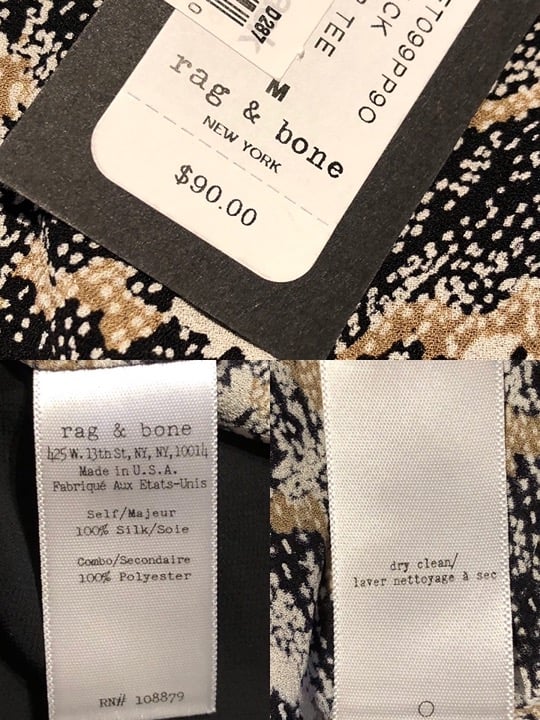 0
D287
TEE
CK
ET099PP90
M
rag & bone
NEW YORK
$90.00
rag & bone
425 W. 13th St, NY, NY, 10014
Made in U.S.A.
Fabriqué Aux Etats-Unis
Self/Majeur
100% Silk/Soie
Combo/Secondaire
100% Polyester
RN# 108879
dry clean/
laver nettoyage à sec